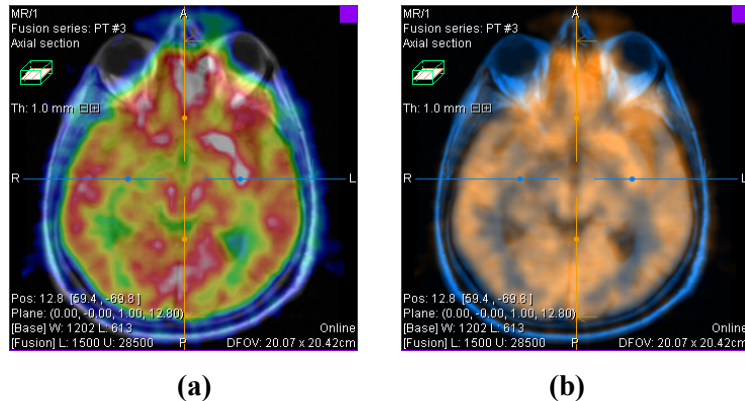 MR/1
Fusion series: PT #3
Axial section
A
Th: 1.0 mm
R
L
Pos: 12.8 [59.4 , -69.8]
Plane: (0.00, -0.00, 1.00, 12.80)
[Base] W: 1202 L: 613
Online
[Fusion] L: 1500 U: 28500
P
DFOV: 20.07 x 20.42cm
(a)
MR/1
Fusion series: PT #3
Axial section
A
Th: 1.0 mm
R
L
Pos: 12.8 [59.4 , -69.8]
Plane: (0.00, -0.00, 1.00, 12.80)
[Base] W: 1202 L: 613
Online
[Fusion] L: 1500 U: 28500
P
DFOV: 20.07 x 20.42cm
(b)